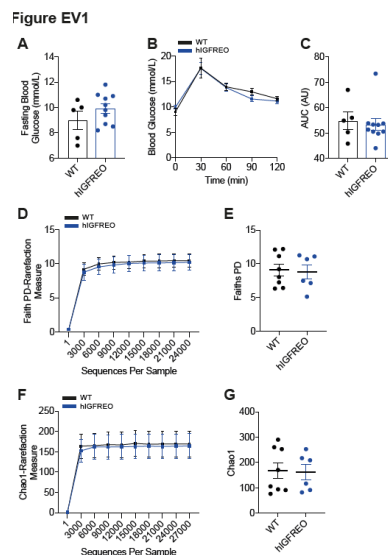 Figure EV1
A
Fasting Blood
Glucose (mmol/L)
12
10
8
6
WT
hIGFREO
B
WT
hIGFREO
Blood Glucose (mmol/L)
20
15
10
5
0
0
30
60
90
120
Time (min)
C
AUC (AU)
80
70
60
50
40
WT
hIGFREO
D
WT
hIGFREO
Faith PD-Rarefaction
Measure
15
10
5
0
1
3000
6000
9000
12000
15000
18000
21000
24000
Sequences Per Sample
E
Faiths PD
15
10
5
0
WT
hIGFREO
F
WT
hIGFREO
Chao1-Rarefaction
Measure
250
200
150
100
50
0
1
3000
6000
9000
12000
15000
18000
21000
24000
27000
Sequences Per Sample
G
Chao1
400
300
200
100
0
WT
hIGFREO